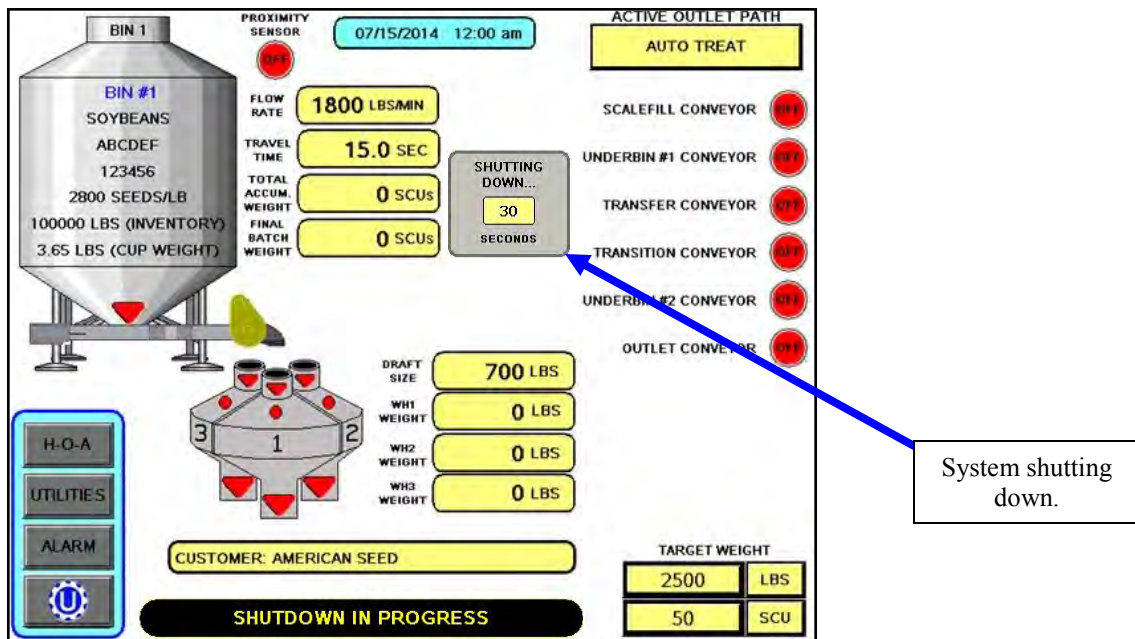 BIN 1
PROXIMITY
SENSOR
OFF
07/15/2014 12:00 am
ACTIVE OUTLET PATH
AUTO TREAT
BIN #1
SOYBEANS
ABCDEF
123456
2800 SEEDS/LB
100000 LBS (INVENTORY)
3.65 LBS (CUP WEIGHT)
FLOW
RATE
1800 LBS/MIN
TRAVEL
TIME
15.0 SEC
TOTAL
ACCUM.
WEIGHT
0 SCUs
FINAL
BATCH
WEIGHT
0 SCUs
SHUTTING
DOWN...
30
SECONDS
SCALEFILL CONVEYOR OFF
UNDERBIN #1 CONVEYOR OFF
TRANSFER CONVEYOR OFF
TRANSITION CONVEYOR OFF
UNDERBIN #2 CONVEYOR OFF
OUTLET CONVEYOR OFF
DRAFT
SIZE
700 LBS
WH1
WEIGHT
0 LBS
WH2
WEIGHT
0 LBS
WH3
WEIGHT
0 LBS
3 1 2
H-O-A
UTILITIES
ALARM
U
CUSTOMER: AMERICAN SEED
SHUTDOWN IN PROGRESS
TARGET WEIGHT
2500 LBS
50 SCU
System shutting
down.